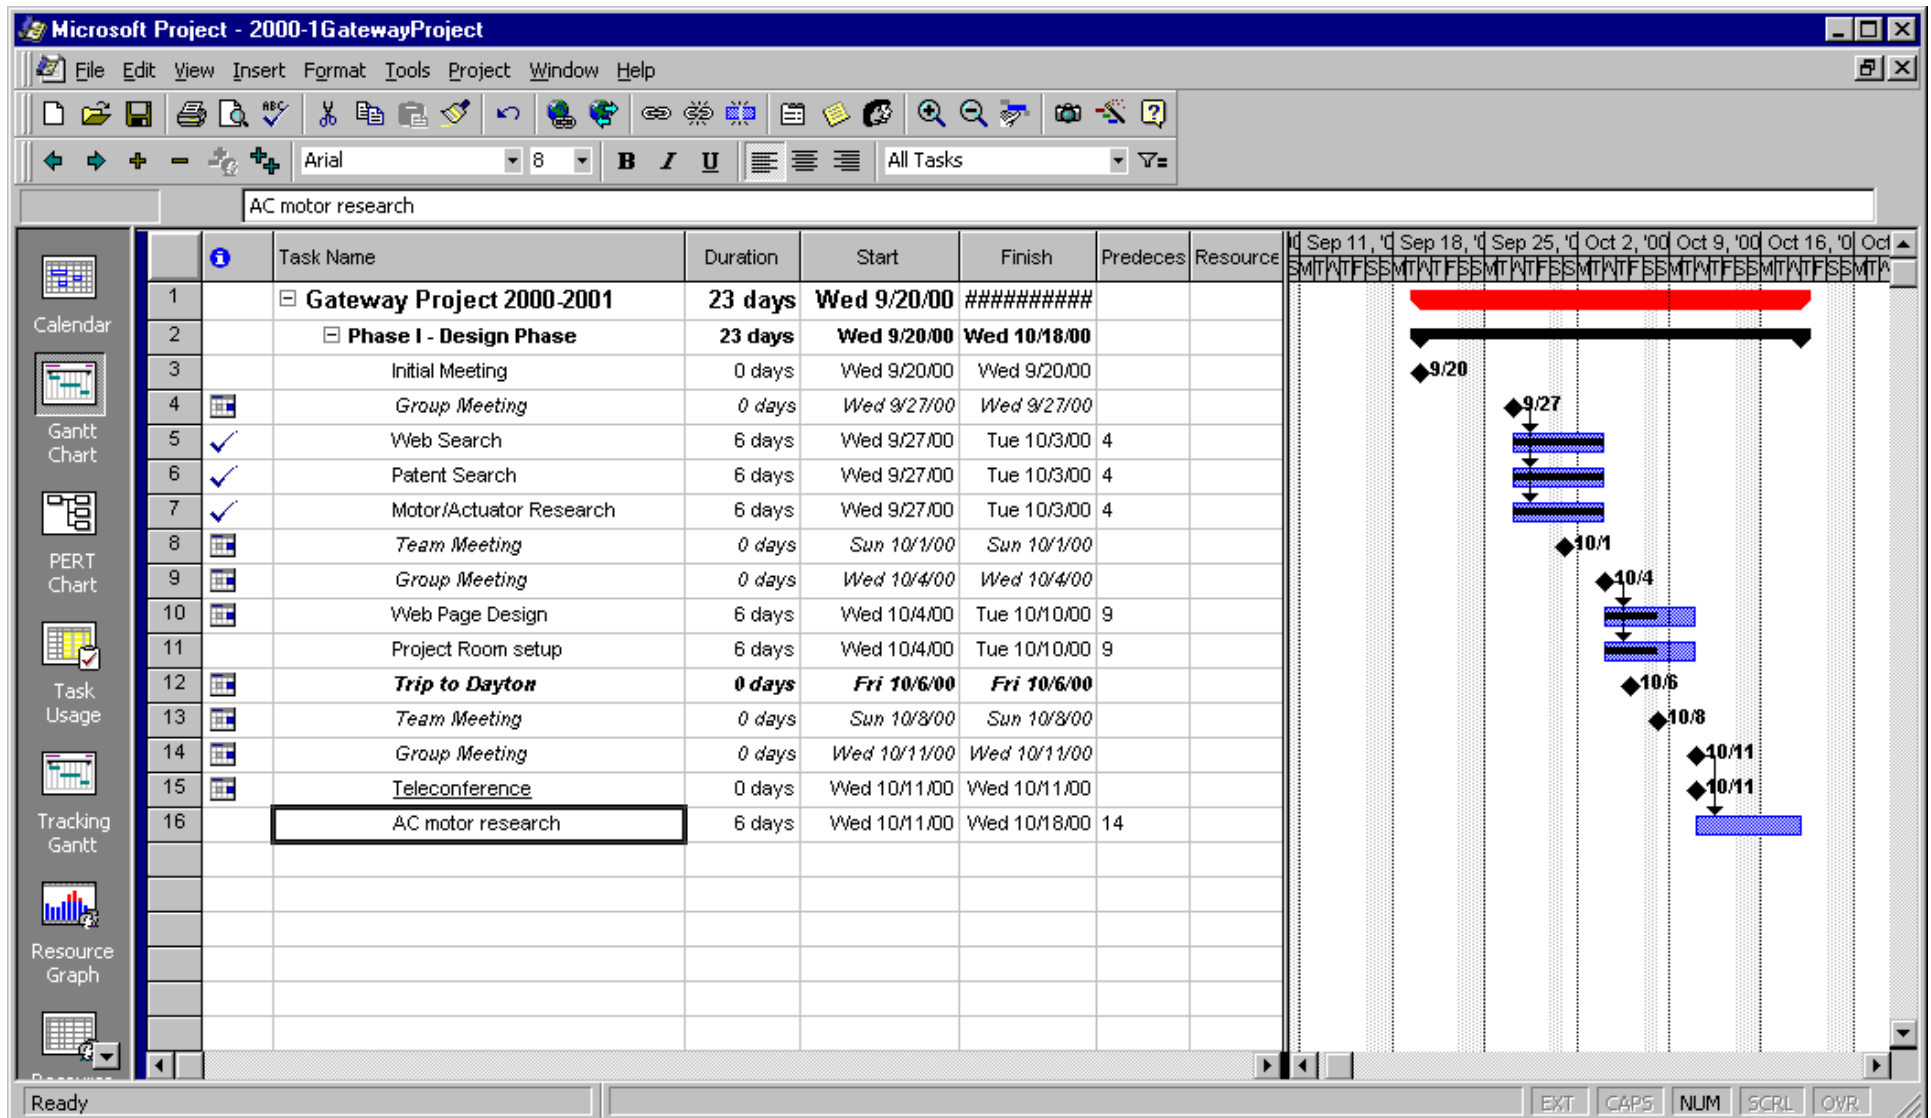 Microsoft Project - 2000-1GatewayProject
File Edit View Insert Format Tools Project Window Help
Arial 8 B I U All Tasks
AC motor research
Task Name Duration Start Finish Predeces Resource Sep 11, '0 Sep 18, '0 Sep 25, '0 Oct 2, '00 Oct 9, '00 Oct 16, '0 Oct
1 Gateway Project 2000-2001 23 days Wed 9/20/00 ##########
2 Phase I - Design Phase 23 days Wed 9/20/00 Wed 10/18/00
3 Initial Meeting 0 days Wed 9/20/00 Wed 9/20/00 9/20
4 Group Meeting 0 days Wed 9/27/00 Wed 9/27/00 9/27
5 Web Search 6 days Wed 9/27/00 Tue 10/3/00 4
6 Patent Search 6 days Wed 9/27/00 Tue 10/3/00 4
7 Motor/Actuator Research 6 days Wed 9/27/00 Tue 10/3/00 4
8 Team Meeting 0 days Sun 10/1/00 Sun 10/1/00 10/1
9 Group Meeting 0 days Wed 10/4/00 Wed 10/4/00 10/4
10 Web Page Design 6 days Wed 10/4/00 Tue 10/10/00 9
11 Project Room setup 6 days Wed 10/4/00 Tue 10/10/00 9
12 Trip to Dayton 0 days Fri 10/6/00 Fri 10/6/00 10/6
13 Team Meeting 0 days Sun 10/8/00 Sun 10/8/00 10/8
14 Group Meeting 0 days Wed 10/11/00 Wed 10/11/00 10/11
15 Teleconference 0 days Wed 10/11/00 Wed 10/11/00 10/11
16 AC motor research 6 days Wed 10/11/00 Wed 10/18/00 14
Calendar
Gantt
Chart
PERT
Chart
Task
Usage
Tracking
Gantt
Resource
Graph
Ready EXT CAPS NUM SCRL OVR